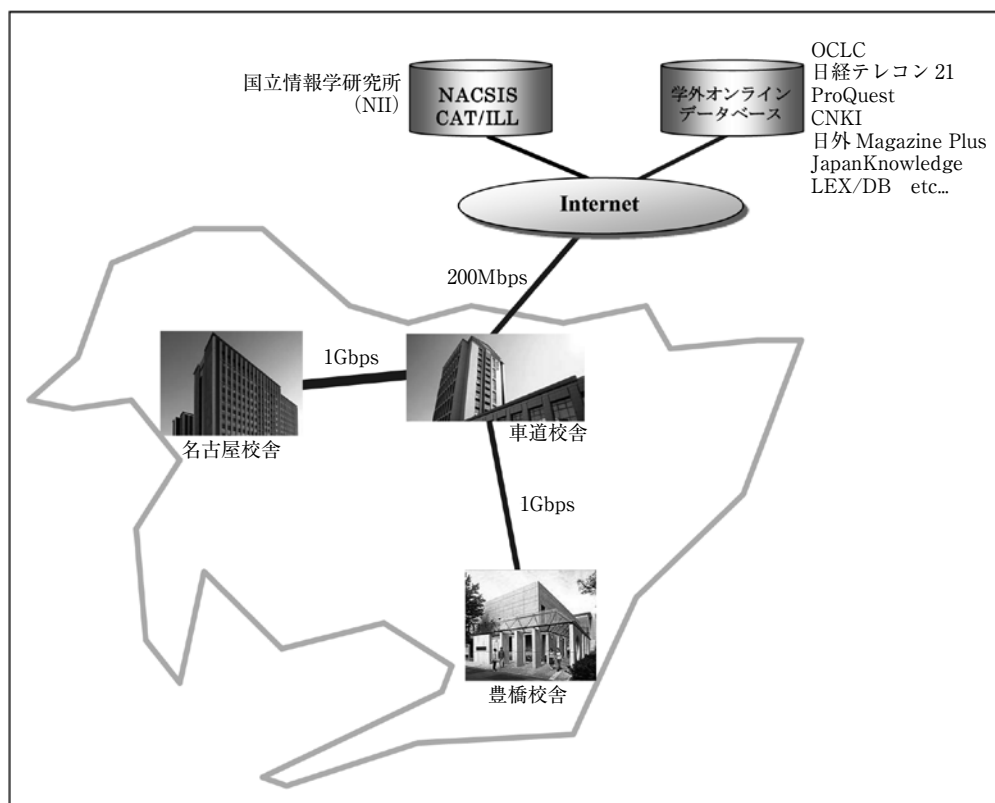 国立情報学研究所
(NII)
NACSIS
CAT/ILL
学外オンライン
データベース
OCLC
日経テレコン 21
ProQuest
CNKI
日外 Magazine Plus
JapanKnowledge
LEX/DB etc...
Internet
200Mbps
1Gbps
名古屋校舎
車道校舎
1Gbps
豊橋校舎